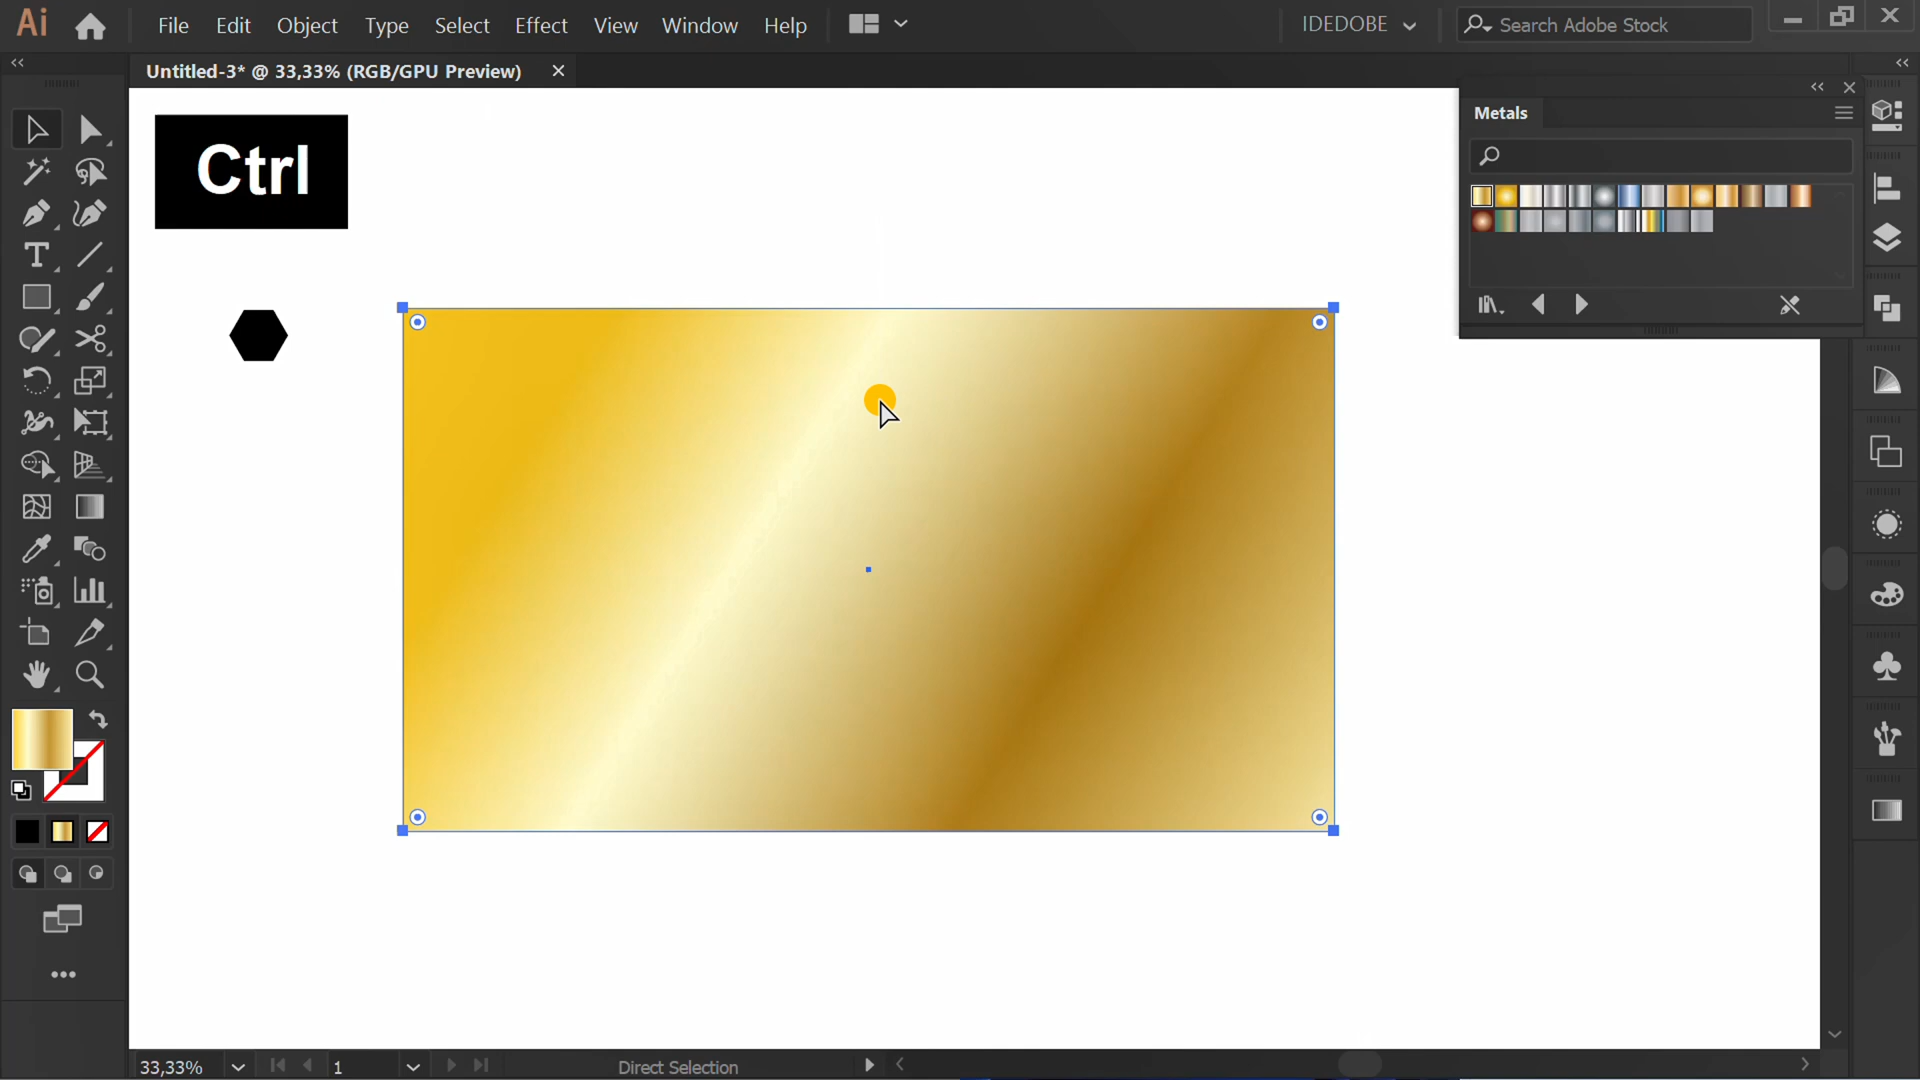 Ai File Edit Object Type Select Effect View Window Help IDEDOBE Search Adobe Stock
Untitled-3* @ 33,33% (RGB/GPU Preview)
Metals
Ctrl
33,33% 1 Direct Selection